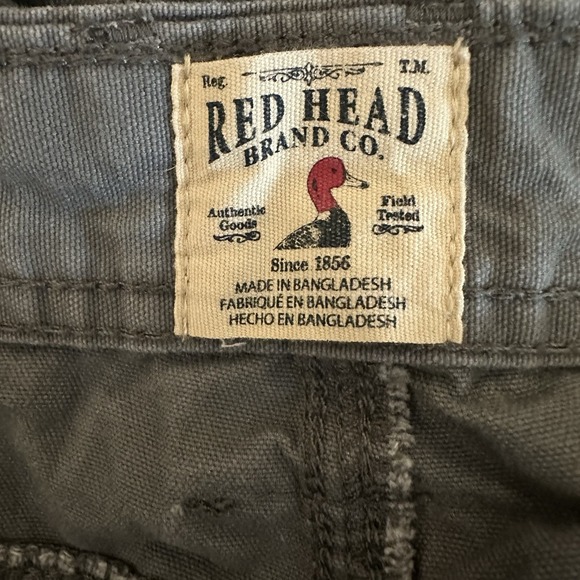 Reg. T.M.
RED HEAD
BRAND CO.
Authentic Goods
Field Tested
Since 1856
MADE IN BANGLADESH
FABRIQUÉ EN BANGLADESH
HECHO EN BANGLADESH